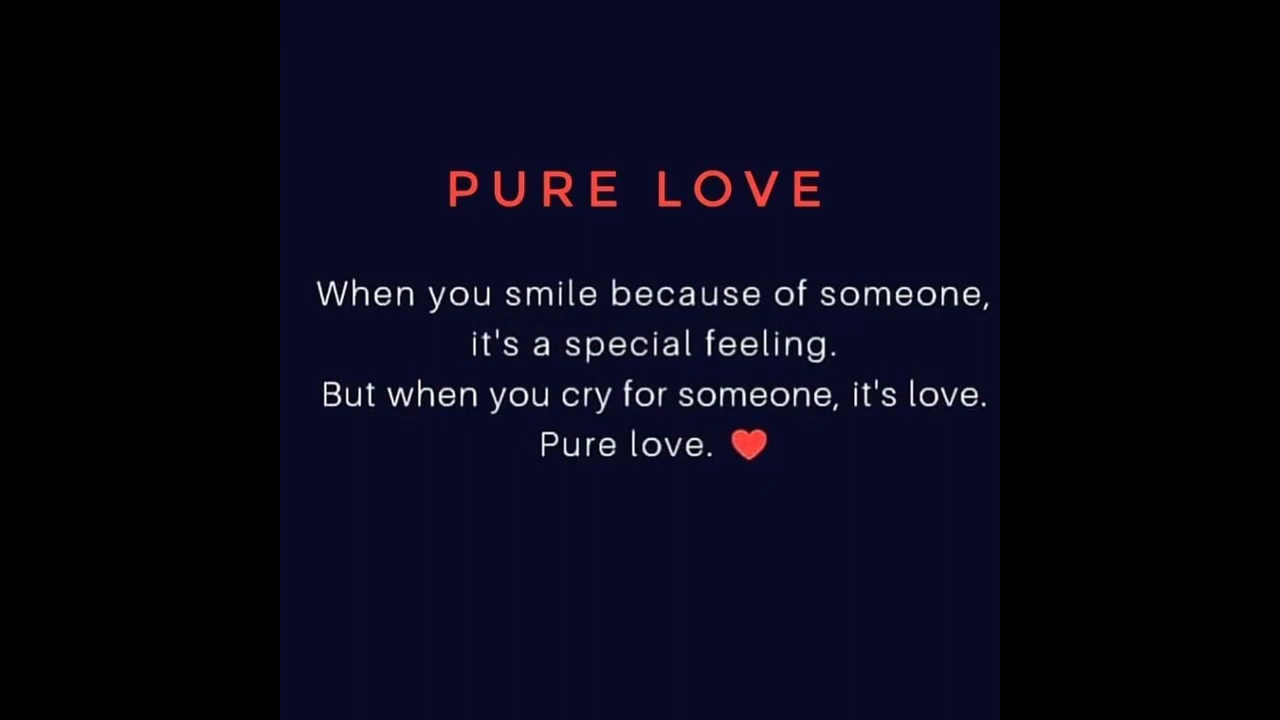 PURE LOVE
When you smile because of someone,
it's a special feeling.
But when you cry for someone, it's love.
Pure love. ❤️